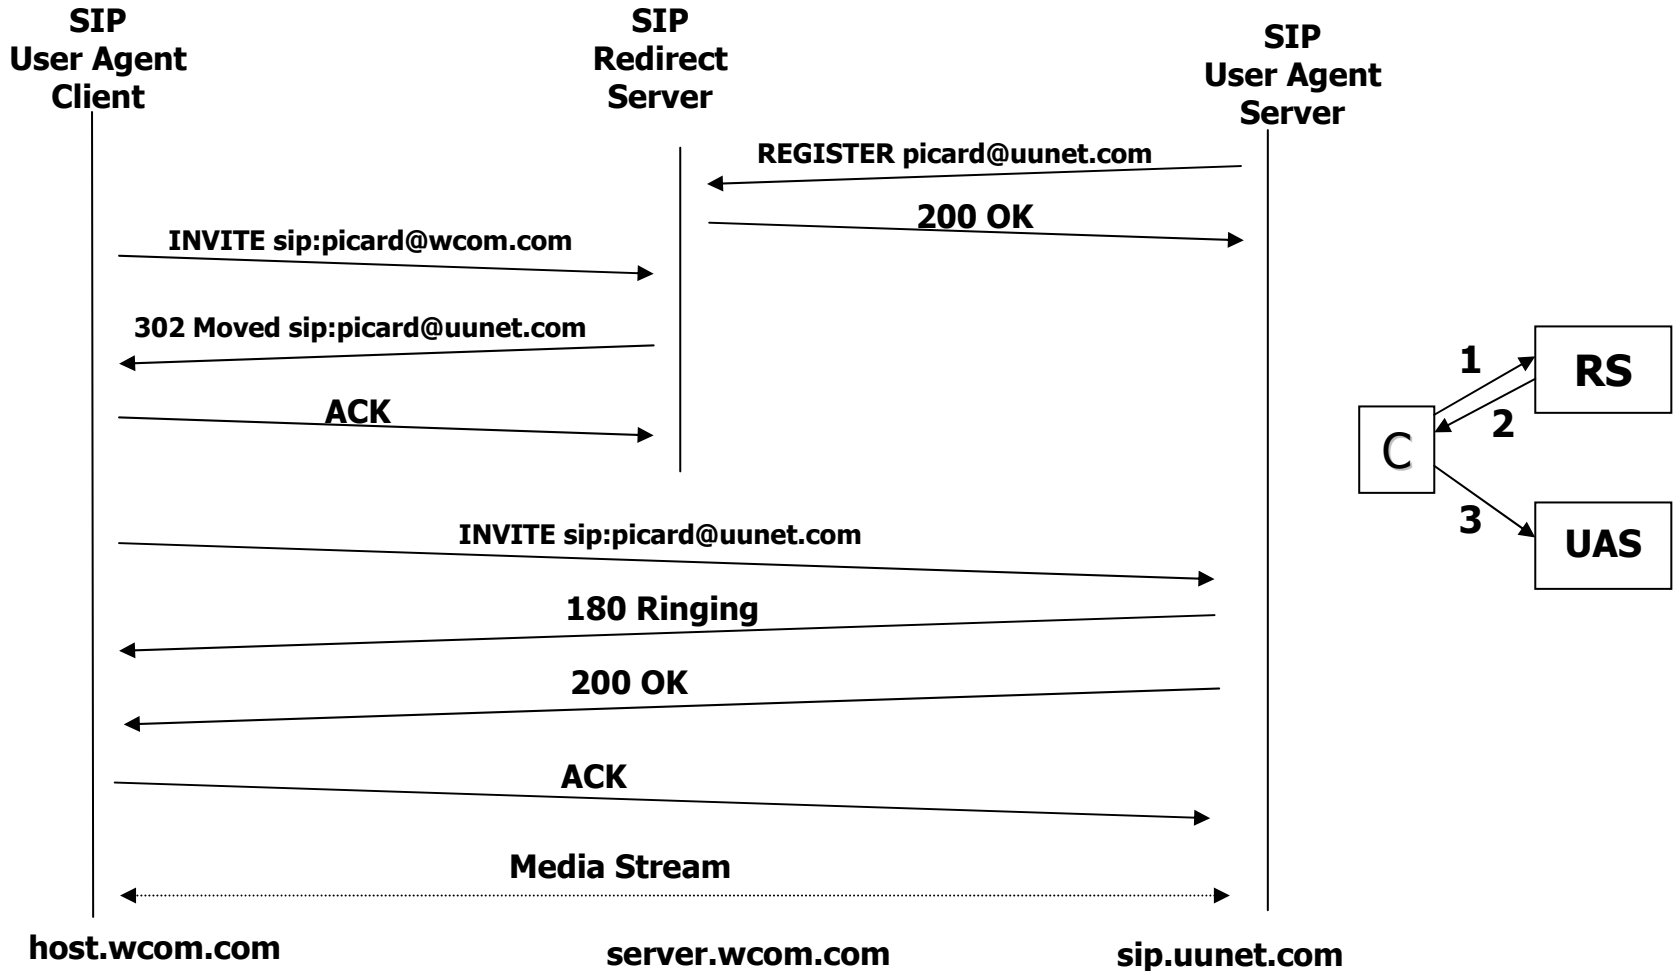 SIP
User Agent
Client
SIP
Redirect
Server
SIP
User Agent
Server
REGISTER picard@uunet.com
200 OK
INVITE sip:picard@wcom.com
302 Moved sip:picard@uunet.com
ACK
1
RS
2
C
3
UAS
INVITE sip:picard@uunet.com
180 Ringing
200 OK
ACK
Media Stream
host.wcom.com
server.wcom.com
sip.uunet.com